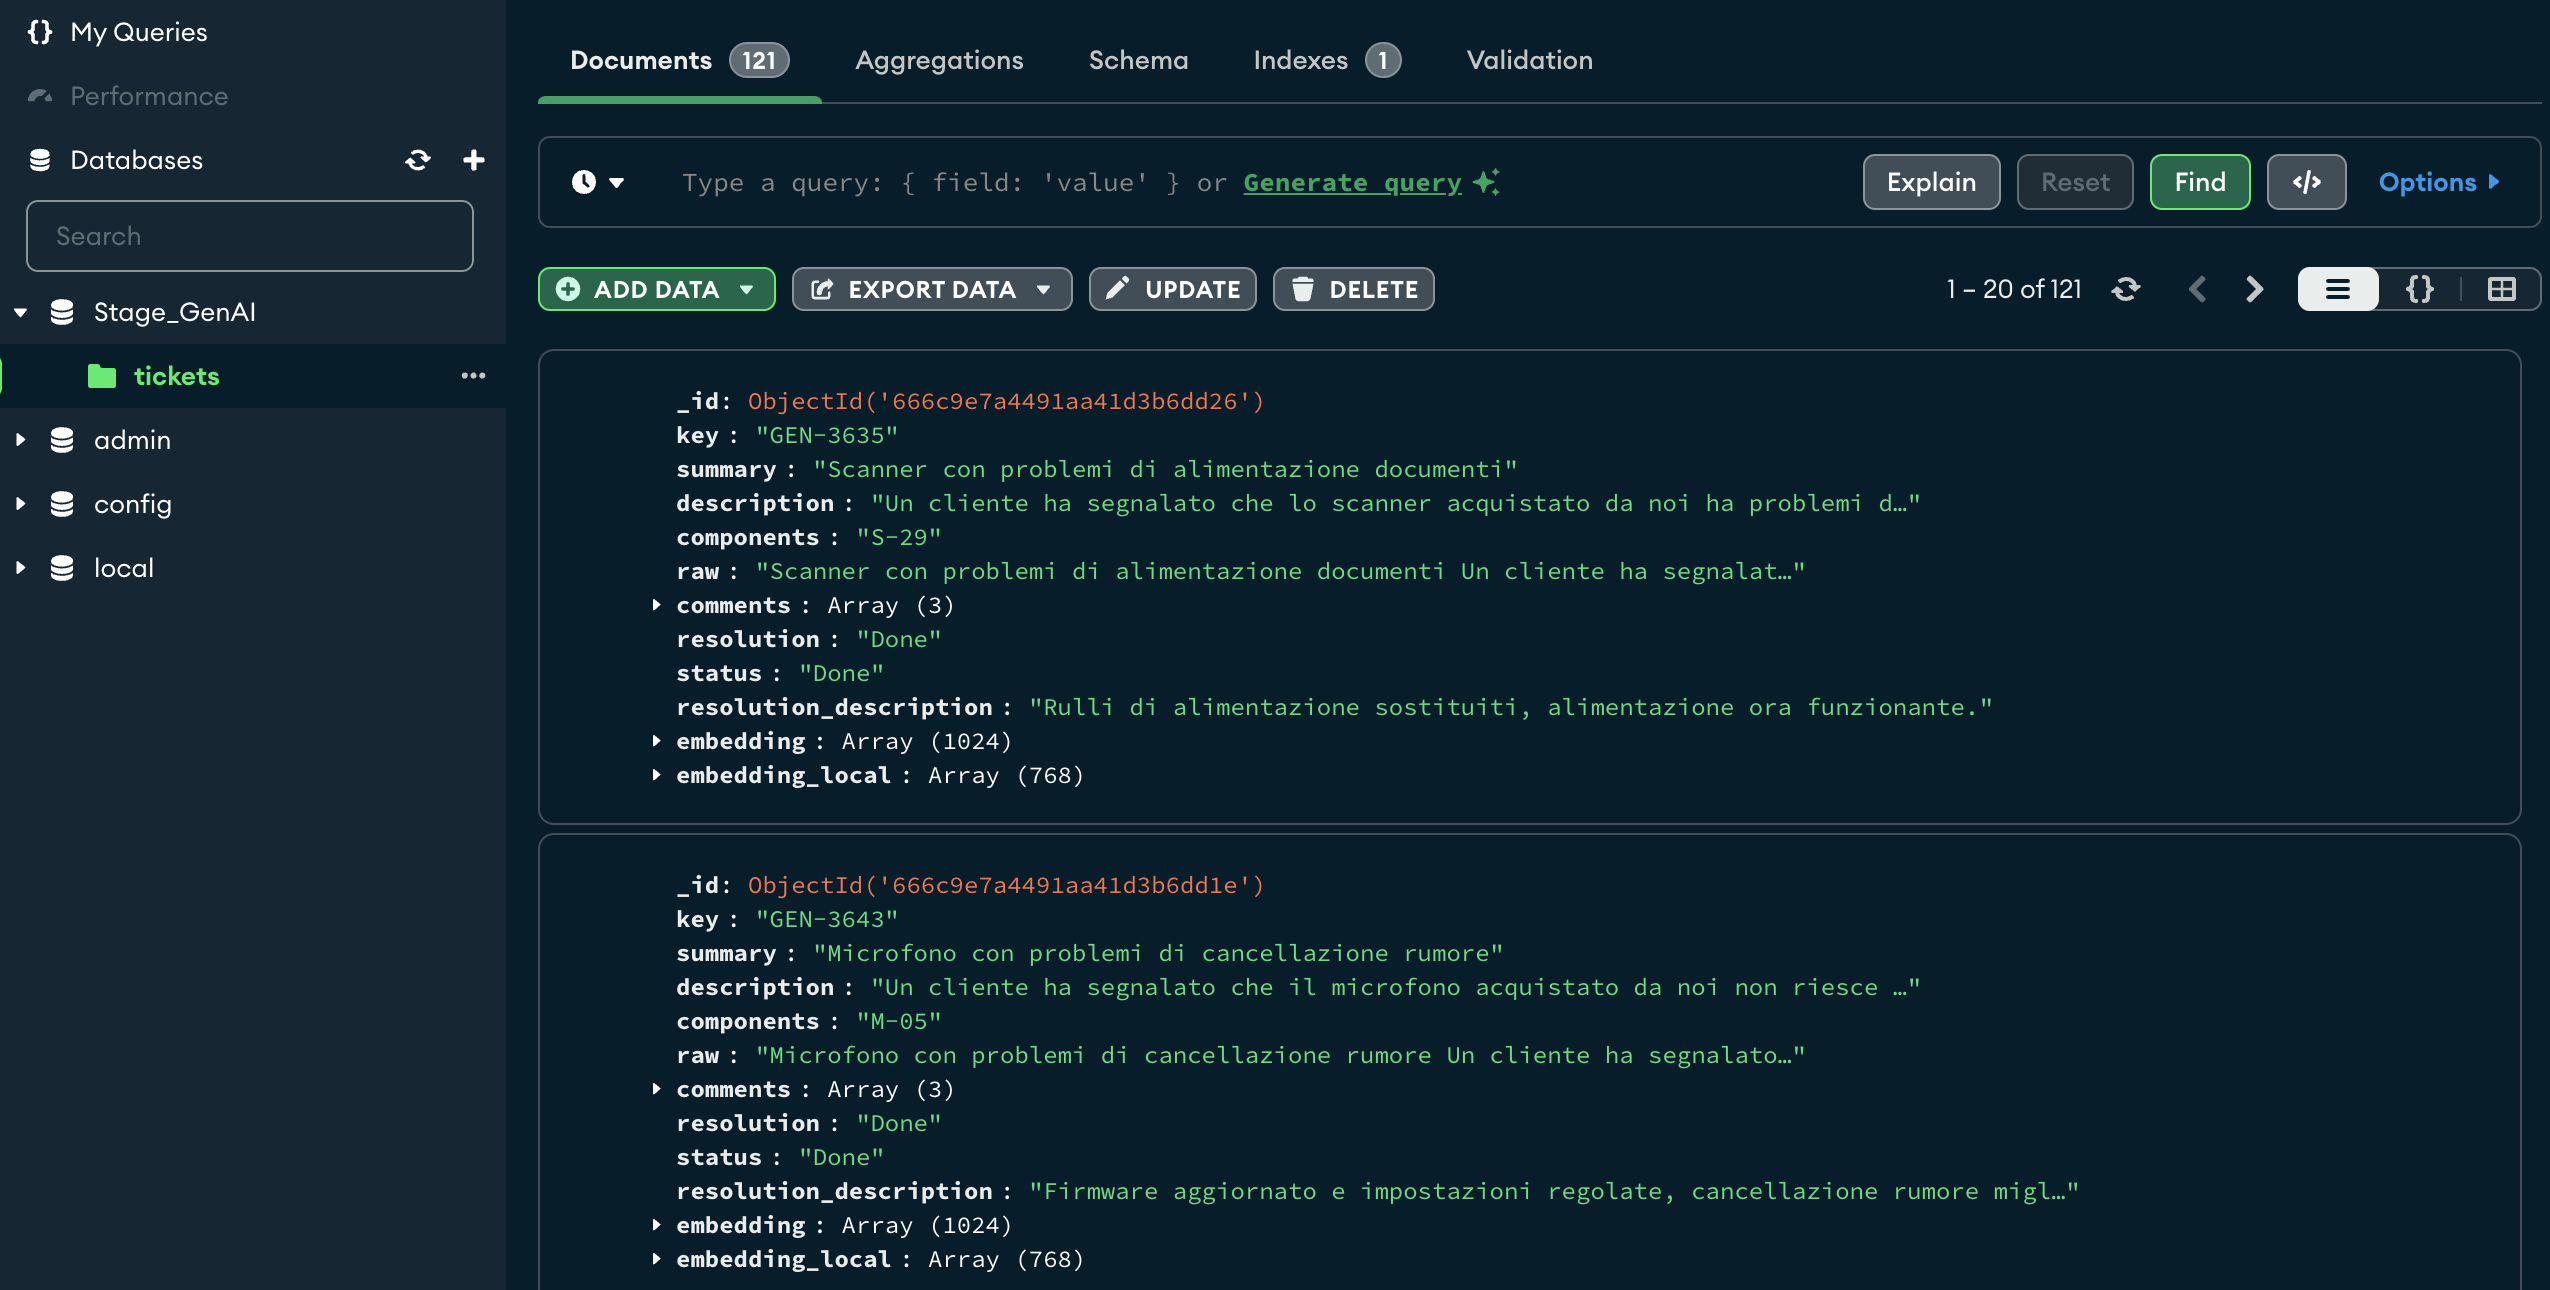 My Queries
Performance
Databases
Search
Stage_GenAI
tickets
admin
config
local
Documents 121 Aggregations Schema Indexes 1 Validation
Type a query: { field: 'value' } or Generate query
Explain Reset Find </> Options
ADD DATA EXPORT DATA UPDATE DELETE 1 – 20 of 121 {}
_id: ObjectId('666c9e7a4491aa41d3b6dd26')
key : "GEN-3635"
summary : "Scanner con problemi di alimentazione documenti"
description : "Un cliente ha segnalato che lo scanner acquistato da noi ha problemi d…"
components : "S-29"
raw : "Scanner con problemi di alimentazione documenti Un cliente ha segnalat…"
comments : Array (3)
resolution : "Done"
status : "Done"
resolution_description : "Rulli di alimentazione sostituiti, alimentazione ora funzionante."
embedding : Array (1024)
embedding_local : Array (768)
_id: ObjectId('666c9e7a4491aa41d3b6dd1e')
key : "GEN-3643"
summary : "Microfono con problemi di cancellazione rumore"
description : "Un cliente ha segnalato che il microfono acquistato da noi non riesce …"
components : "M-05"
raw : "Microfono con problemi di cancellazione rumore Un cliente ha segnalato…"
comments : Array (3)
resolution : "Done"
status : "Done"
resolution_description : "Firmware aggiornato e impostazioni regolate, cancellazione rumore migl…"
embedding : Array (1024)
embedding_local : Array (768)